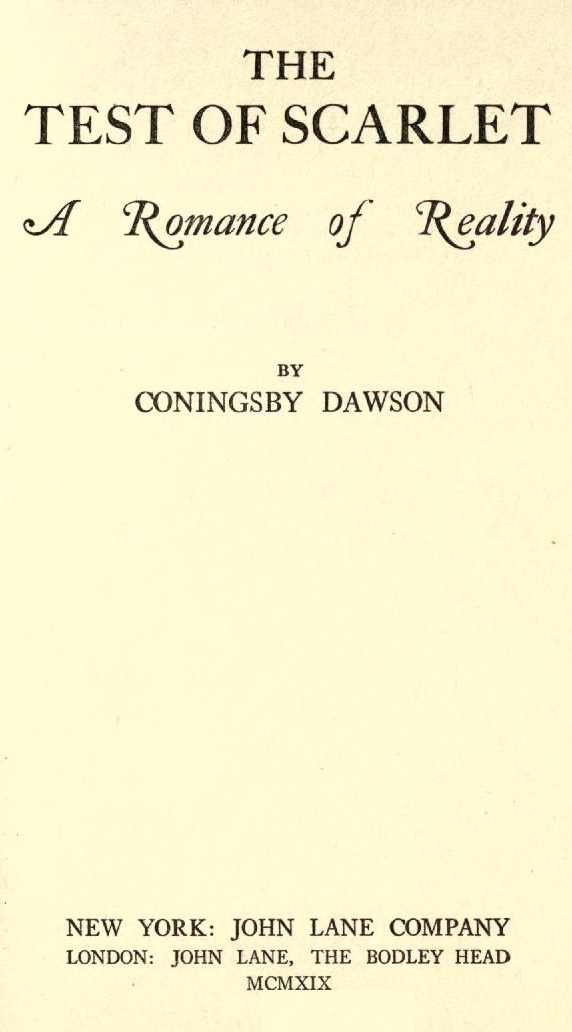 THE
TEST OF SCARLET
A Romance of Reality
BY
CONINGSBY DAWSON
NEW YORK: JOHN LANE COMPANY
LONDON: JOHN LANE, THE BODLEY HEAD
MCMXIX